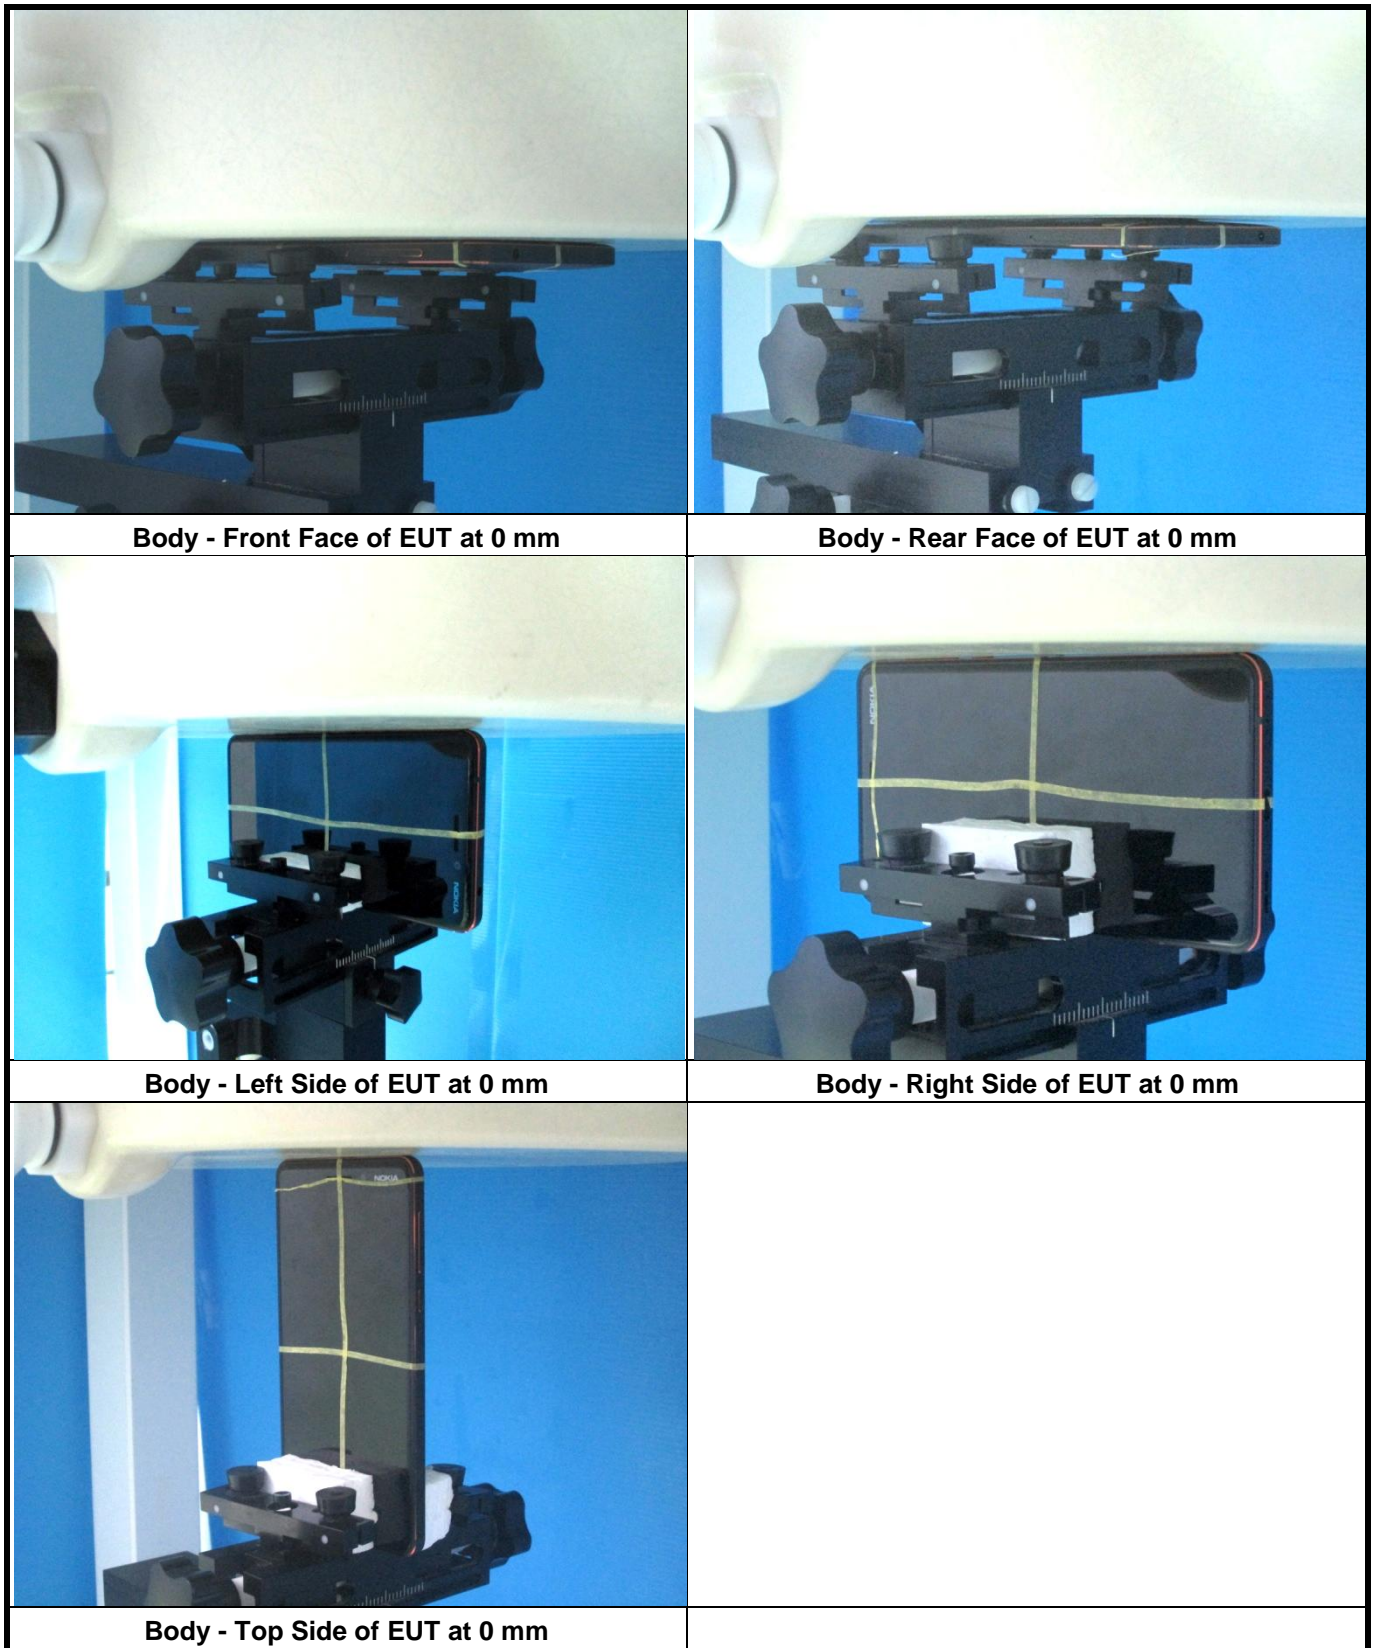 Body - Front Face of EUT at 0 mm
Body - Rear Face of EUT at 0 mm
NOKIA
NOKIA
Body - Left Side of EUT at 0 mm
Body - Right Side of EUT at 0 mm
NOKIA
Body - Top Side of EUT at 0 mm